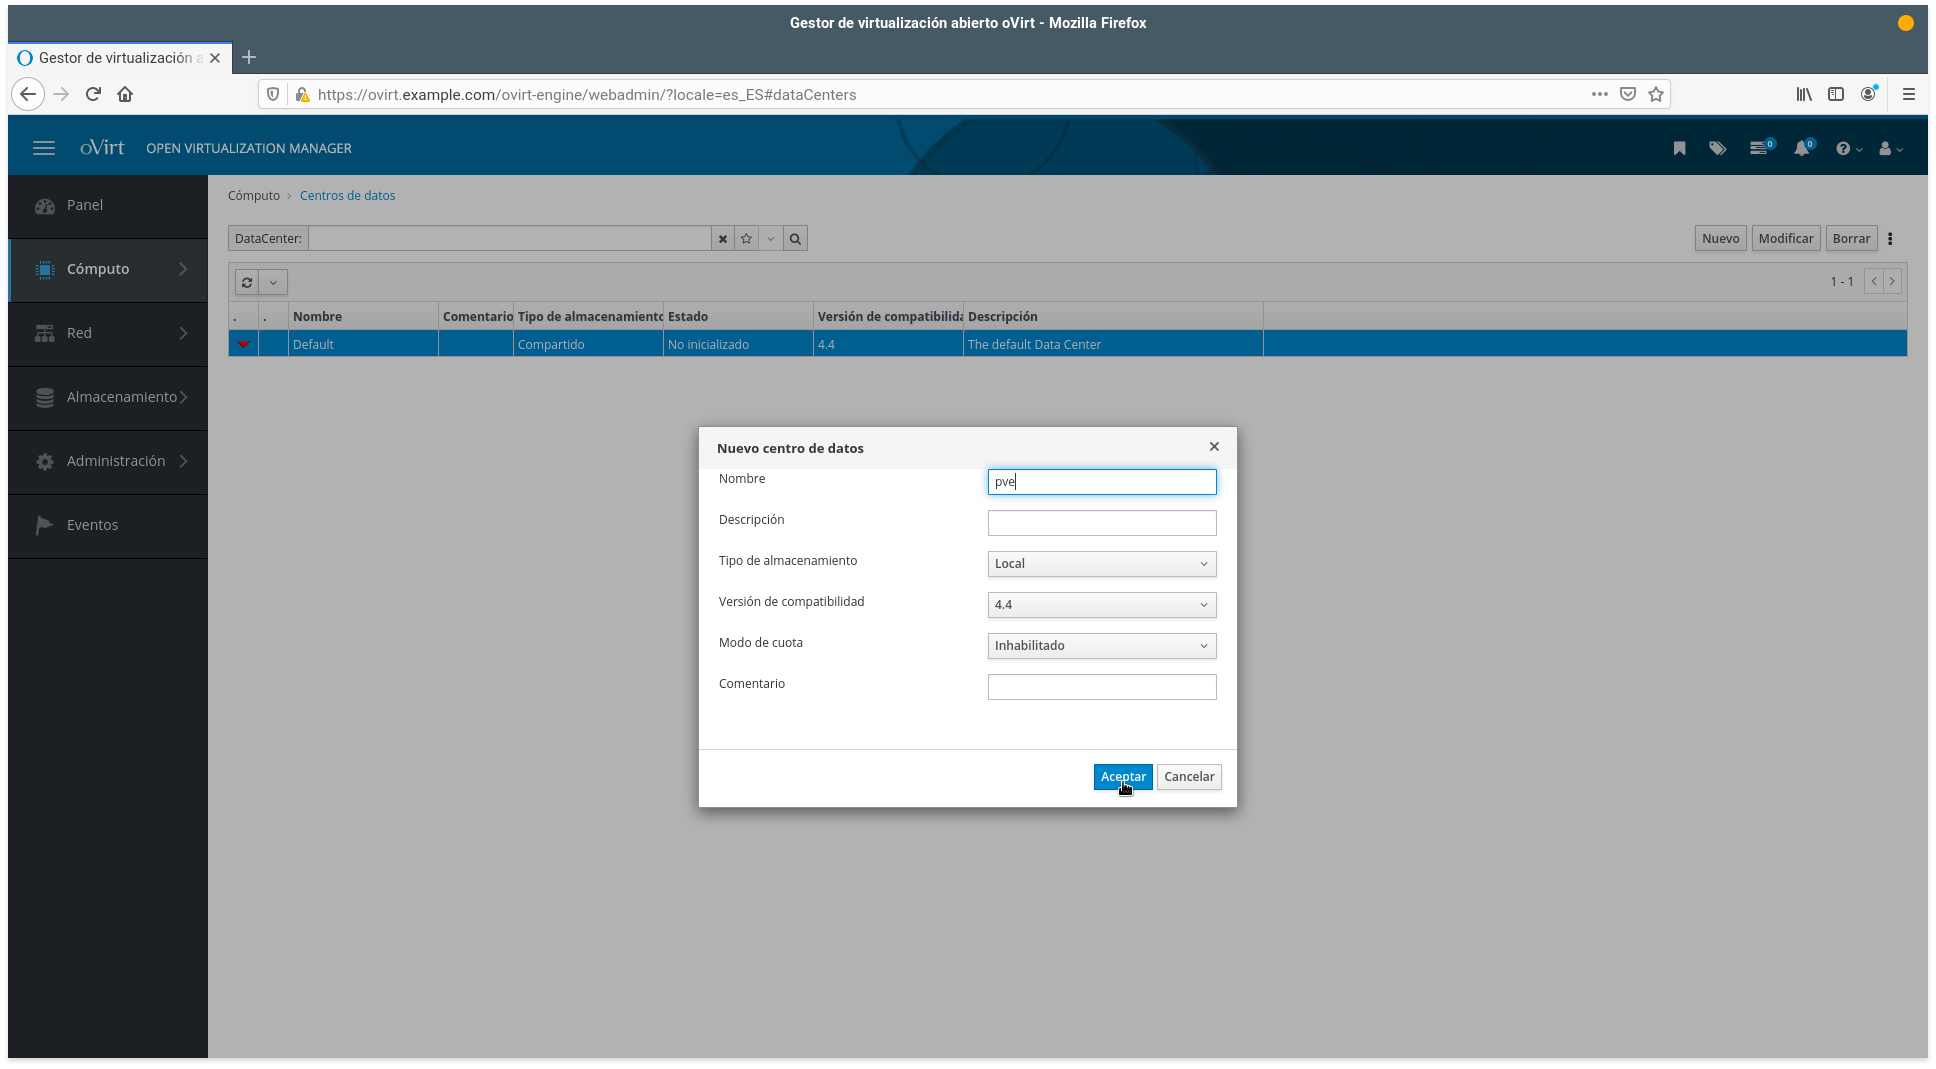 Gestor de virtualización abierto oVirt - Mozilla Firefox
Gestor de virtualización a
https://ovirt.example.com/ovirt-engine/webadmin/?locale=es_ES#dataCenters
oVirt OPEN VIRTUALIZATION MANAGER 0 0
Panel
Cómputo
Red
Almacenamiento
Administración
Eventos
Cómputo Centros de datos
DataCenter: Nuevo Modificar Borrar
1 - 1
. . Nombre Comentario Tipo de almacenamiento Estado Versión de compatibilida Descripción
Default Compartido No inicializado 4.4 The default Data Center
Nuevo centro de datos
Nombre pve
Descripción
Tipo de almacenamiento Local
Versión de compatibilidad 4.4
Modo de cuota Inhabilitado
Comentario
Aceptar Cancelar